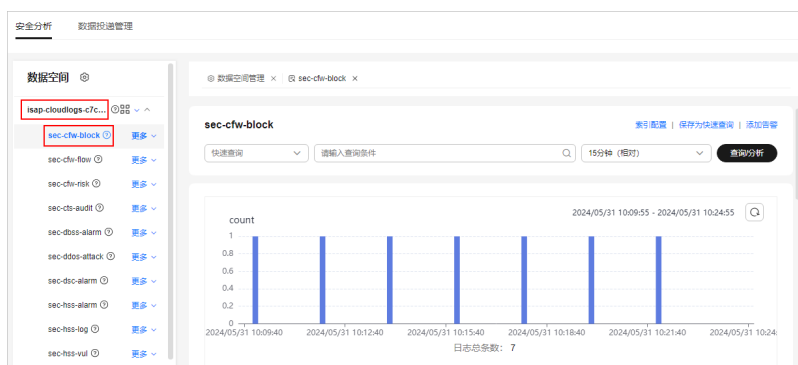 安全分析 数据投递管理
数据空间
isap-cloudlogs-c7c...
sec-cfw-block 更多
sec-cfw-flow 更多
sec-cfw-risk 更多
sec-cts-audit 更多
sec-dbss-alarm 更多
sec-ddos-attack 更多
sec-dsc-alarm 更多
sec-hss-alarm 更多
sec-hss-log 更多
sec-hss-vul 更多
数据空间管理 × sec-cfw-block ×
sec-cfw-block 索引配置 | 保存为快速查询 | 添加告警
快速查询 请输入查询条件 15分钟（相对） 查询/分析
count 2024/05/31 10:09:55 - 2024/05/31 10:24:55
1
0.8
0.6
0.4
0.2
0
2024/05/31 10:09:40 2024/05/31 10:12:40 2024/05/31 10:15:40 2024/05/31 10:18:40 2024/05/31 10:21:40 2024/05/31 10:24:
日志总条数： 7